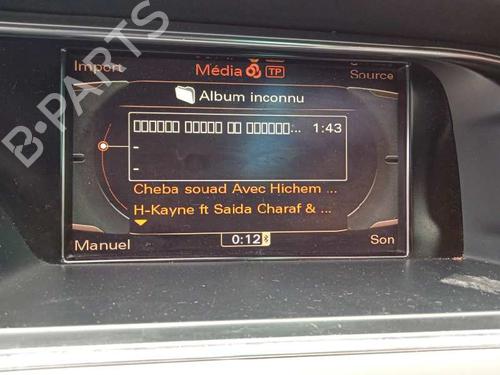 Import
Média TP
Source
Album inconnu
1:43
-
-
Cheba souad Avec Hichem ...
H-Kayne ft Saida Charaf & ...
Manuel
0:12
Son
B-PARTS